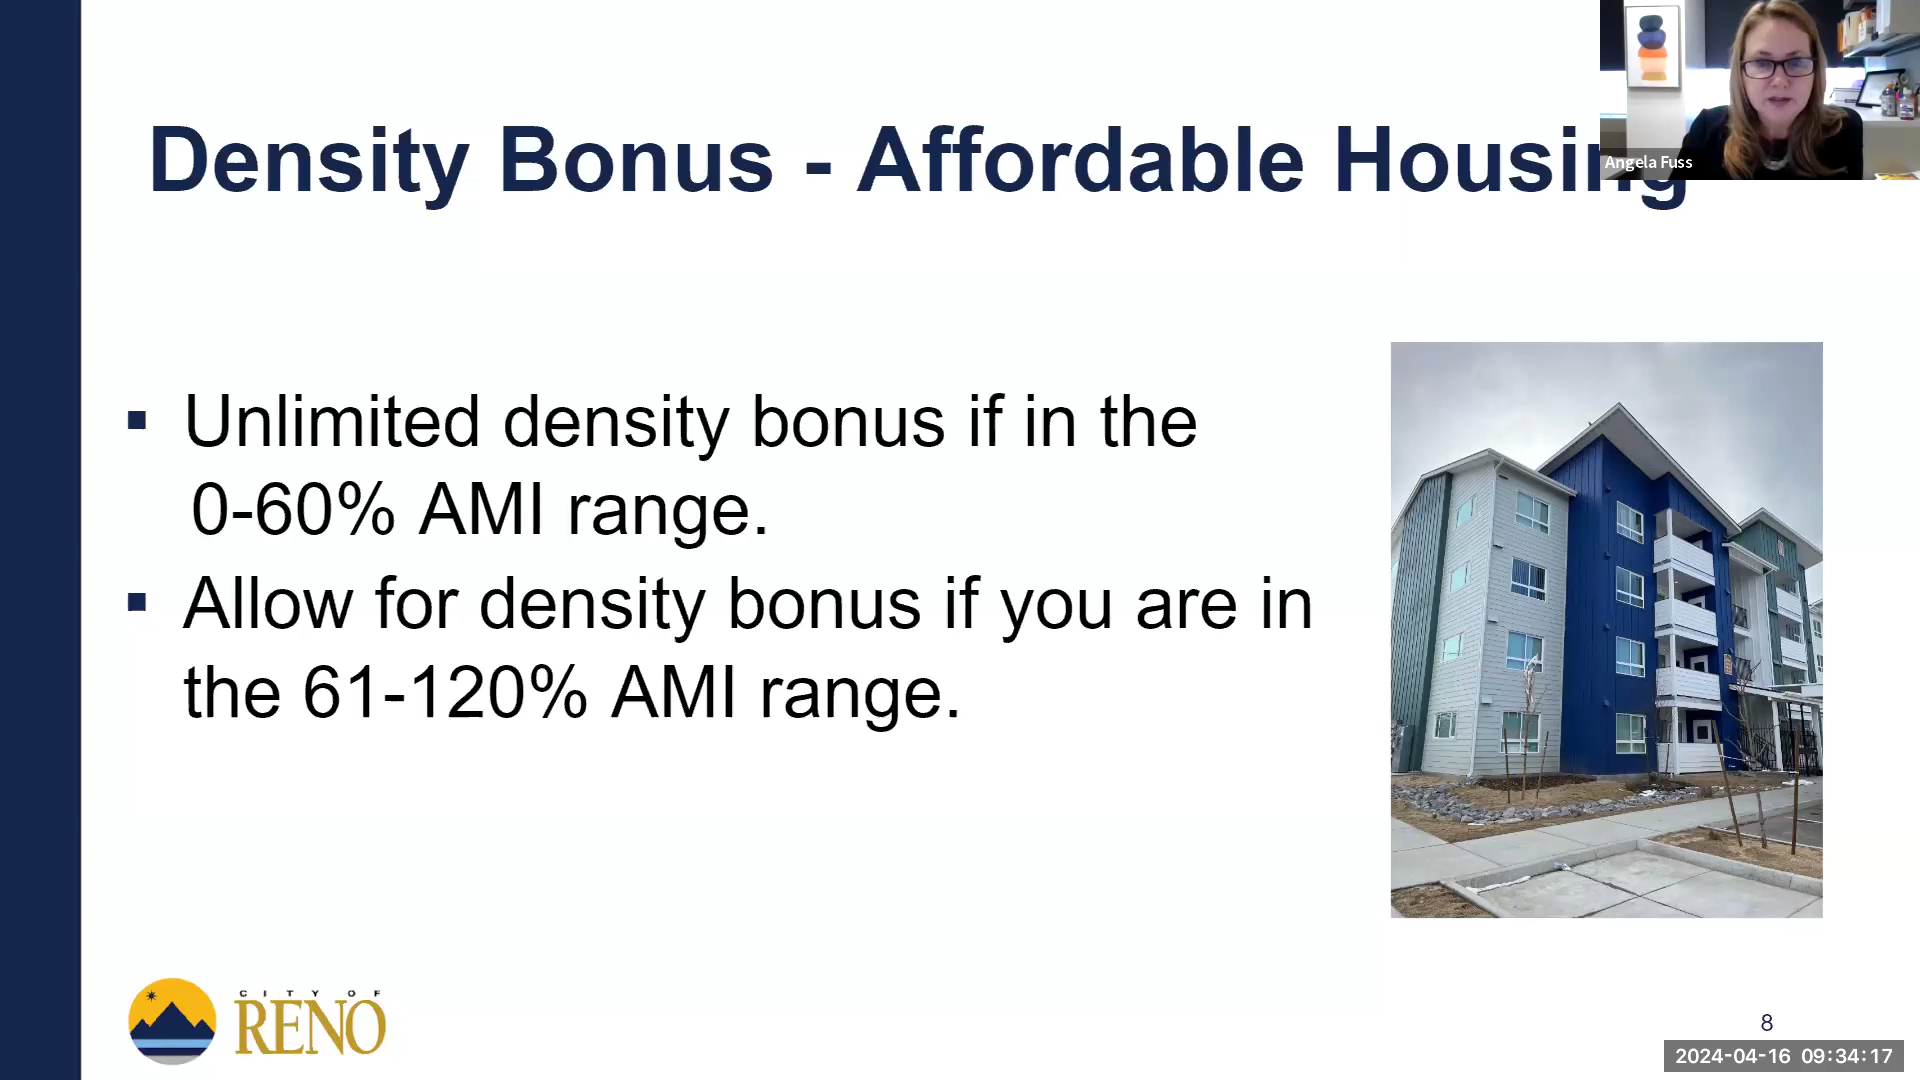 Density Bonus - Affordable Housing
Angela Fuss
▪ Unlimited density bonus if in the
0-60% AMI range.
▪ Allow for density bonus if you are in
the 61-120% AMI range.
CITY OF
RENO
8
2024-04-16 09:34:17